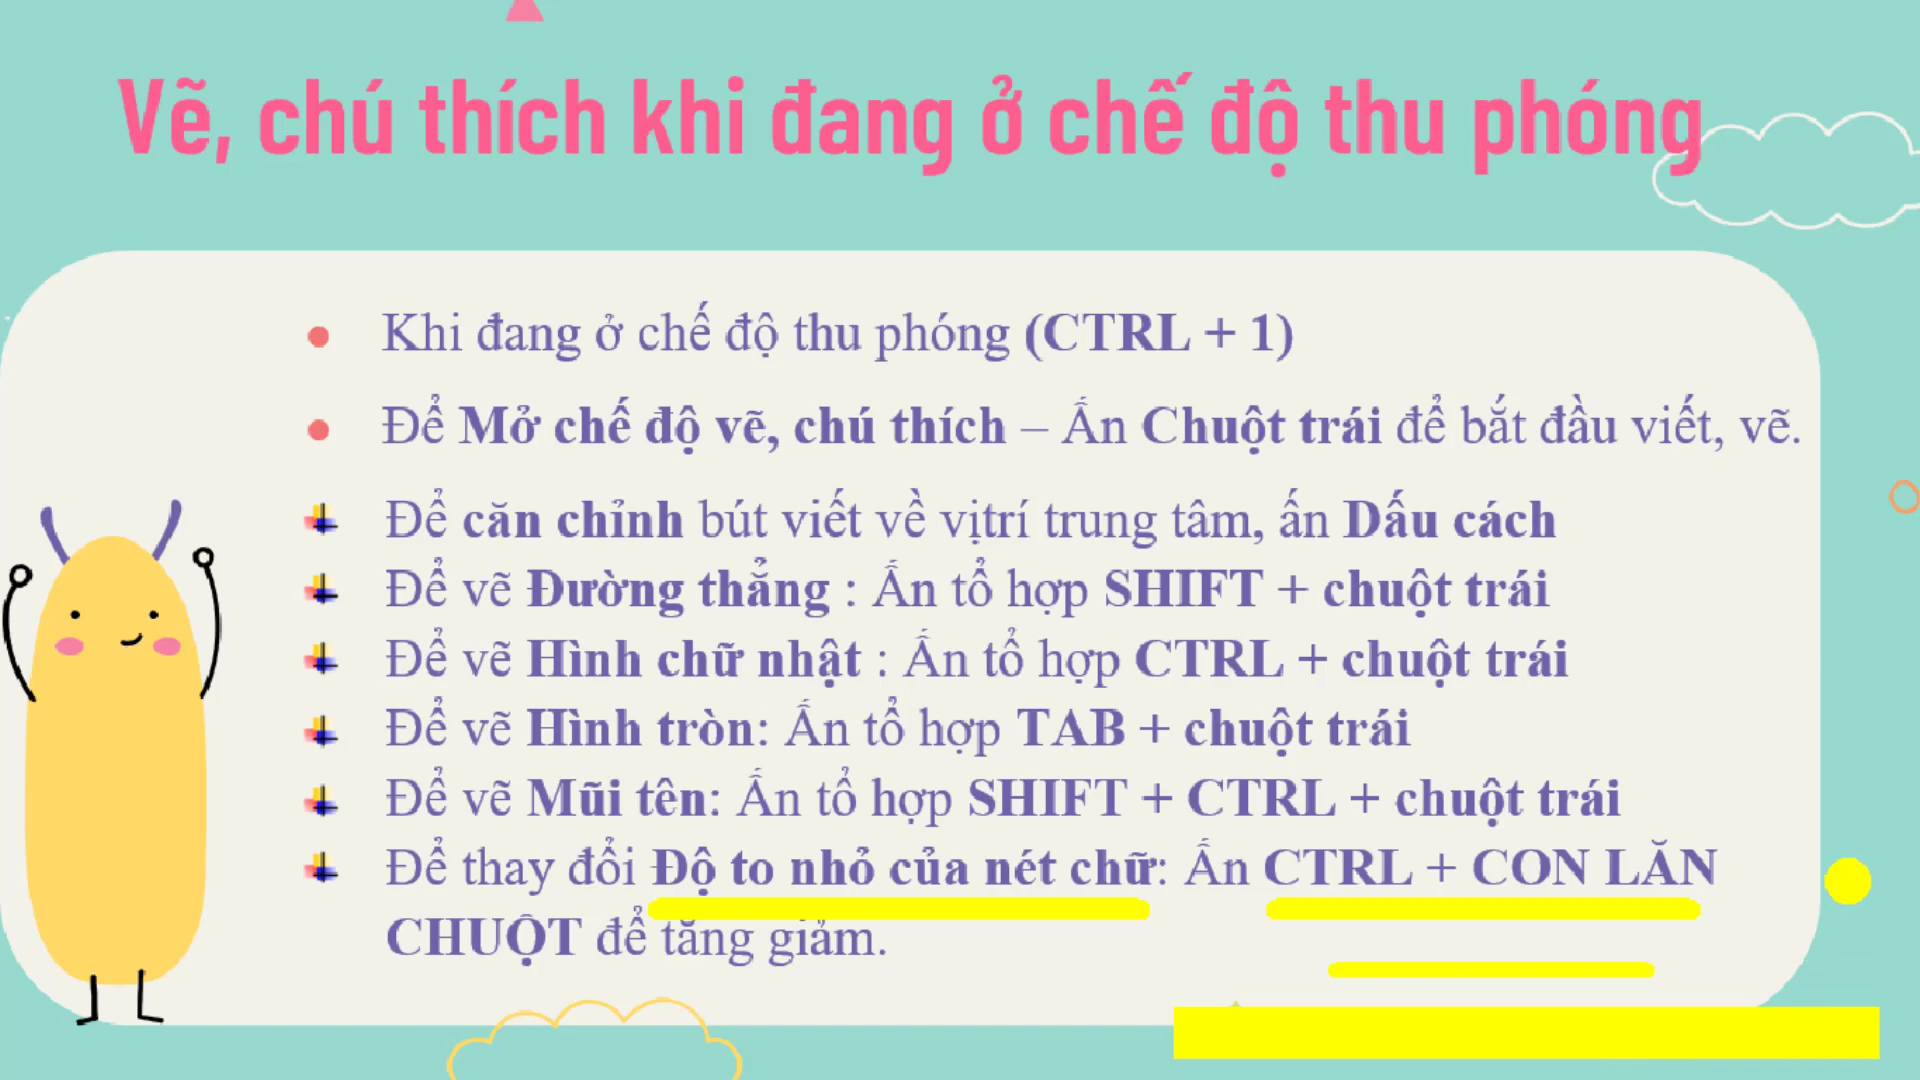 Vẽ, chú thích khi đang ở chế độ thu phóng
Khi đang ở chế độ thu phóng (CTRL + 1)
Để Mở chế độ vẽ, chú thích – Ấn Chuột trái để bắt đầu viết, vẽ.
Để căn chỉnh bút viết về vịtrí trung tâm, ấn Dấu cách
Để vẽ Đường thẳng : Ấn tổ hợp SHIFT + chuột trái
Để vẽ Hình chữ nhật : Ấn tổ hợp CTRL + chuột trái
Để vẽ Hình tròn: Ấn tổ hợp TAB + chuột trái
Để vẽ Mũi tên: Ấn tổ hợp SHIFT + CTRL + chuột trái
Để thay đổi Độ to nhỏ của nét chữ: Ấn CTRL + CON LĂN
CHUỘT để tăng giảm.